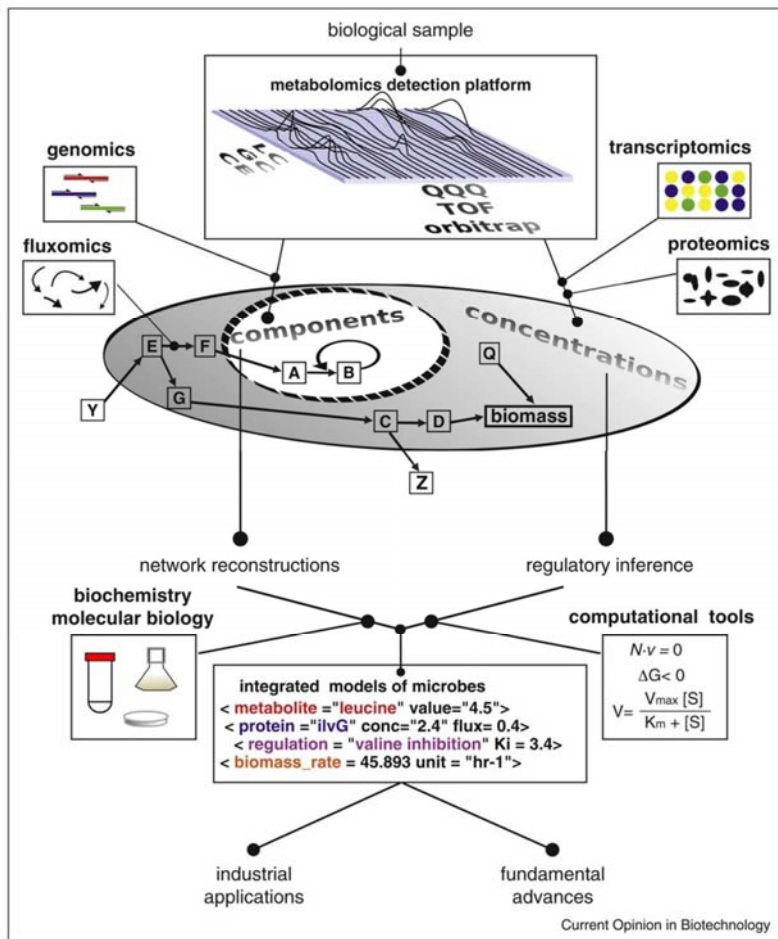 biological sample
metabolomics detection platform
QQQ
TOF
orbitrap
genomics
transcriptomics
fluxomics
proteomics
components
concentrations
E
F
A
B
Q
Y
G
C
D
biomass
Z
network reconstructions
regulatory inference
biochemistry
molecular biology
computational tools
N·v = 0
ΔG< 0
V= Vmax [S]
Km + [S]
integrated models of microbes
< metabolite ="leucine" value="4.5">
< protein ="ilvG" conc="2.4" flux= 0.4>
< regulation = "valine inhibition" Ki = 3.4>
< biomass_rate = 45.893 unit = "hr-1">
industrial
applications
fundamental
advances
Current Opinion in Biotechnology